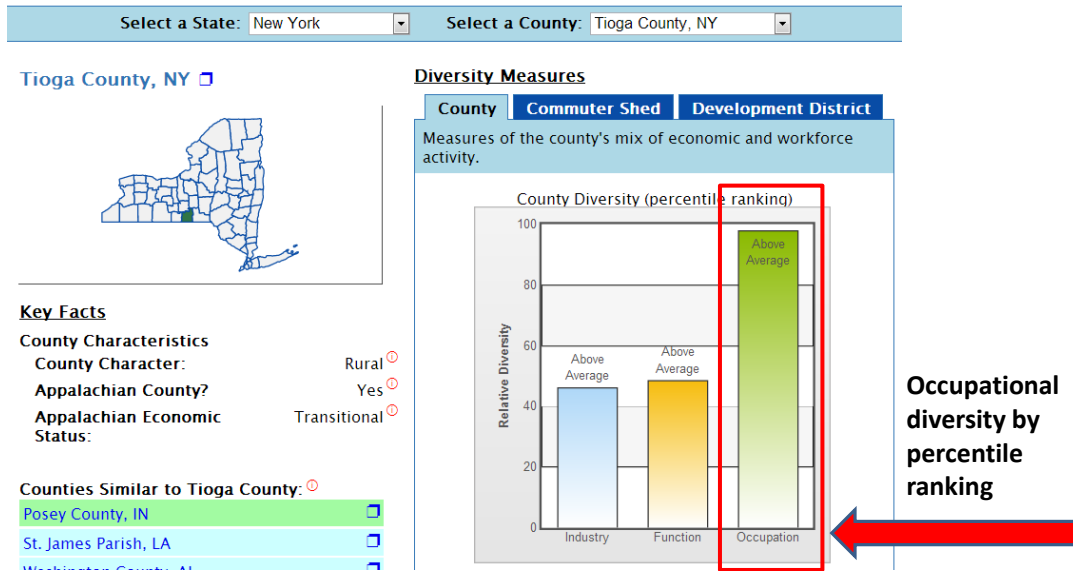 Select a State: New York Select a County: Tioga County, NY
Tioga County, NY
Key Facts
County Characteristics
County Character: Rural
Appalachian County? Yes
Appalachian Economic Transitional
Status:
Counties Similar to Tioga County:
Posey County, IN
St. James Parish, LA
Washington County, AL
Diversity Measures
County Commuter Shed Development District
Measures of the county's mix of economic and workforce
activity.
County Diversity (percentile ranking)
Relative Diversity
100
80
60
40
20
0
Above
Average
Above
Average
Above
Average
Industry Function Occupation
Occupational
diversity by
percentile
ranking